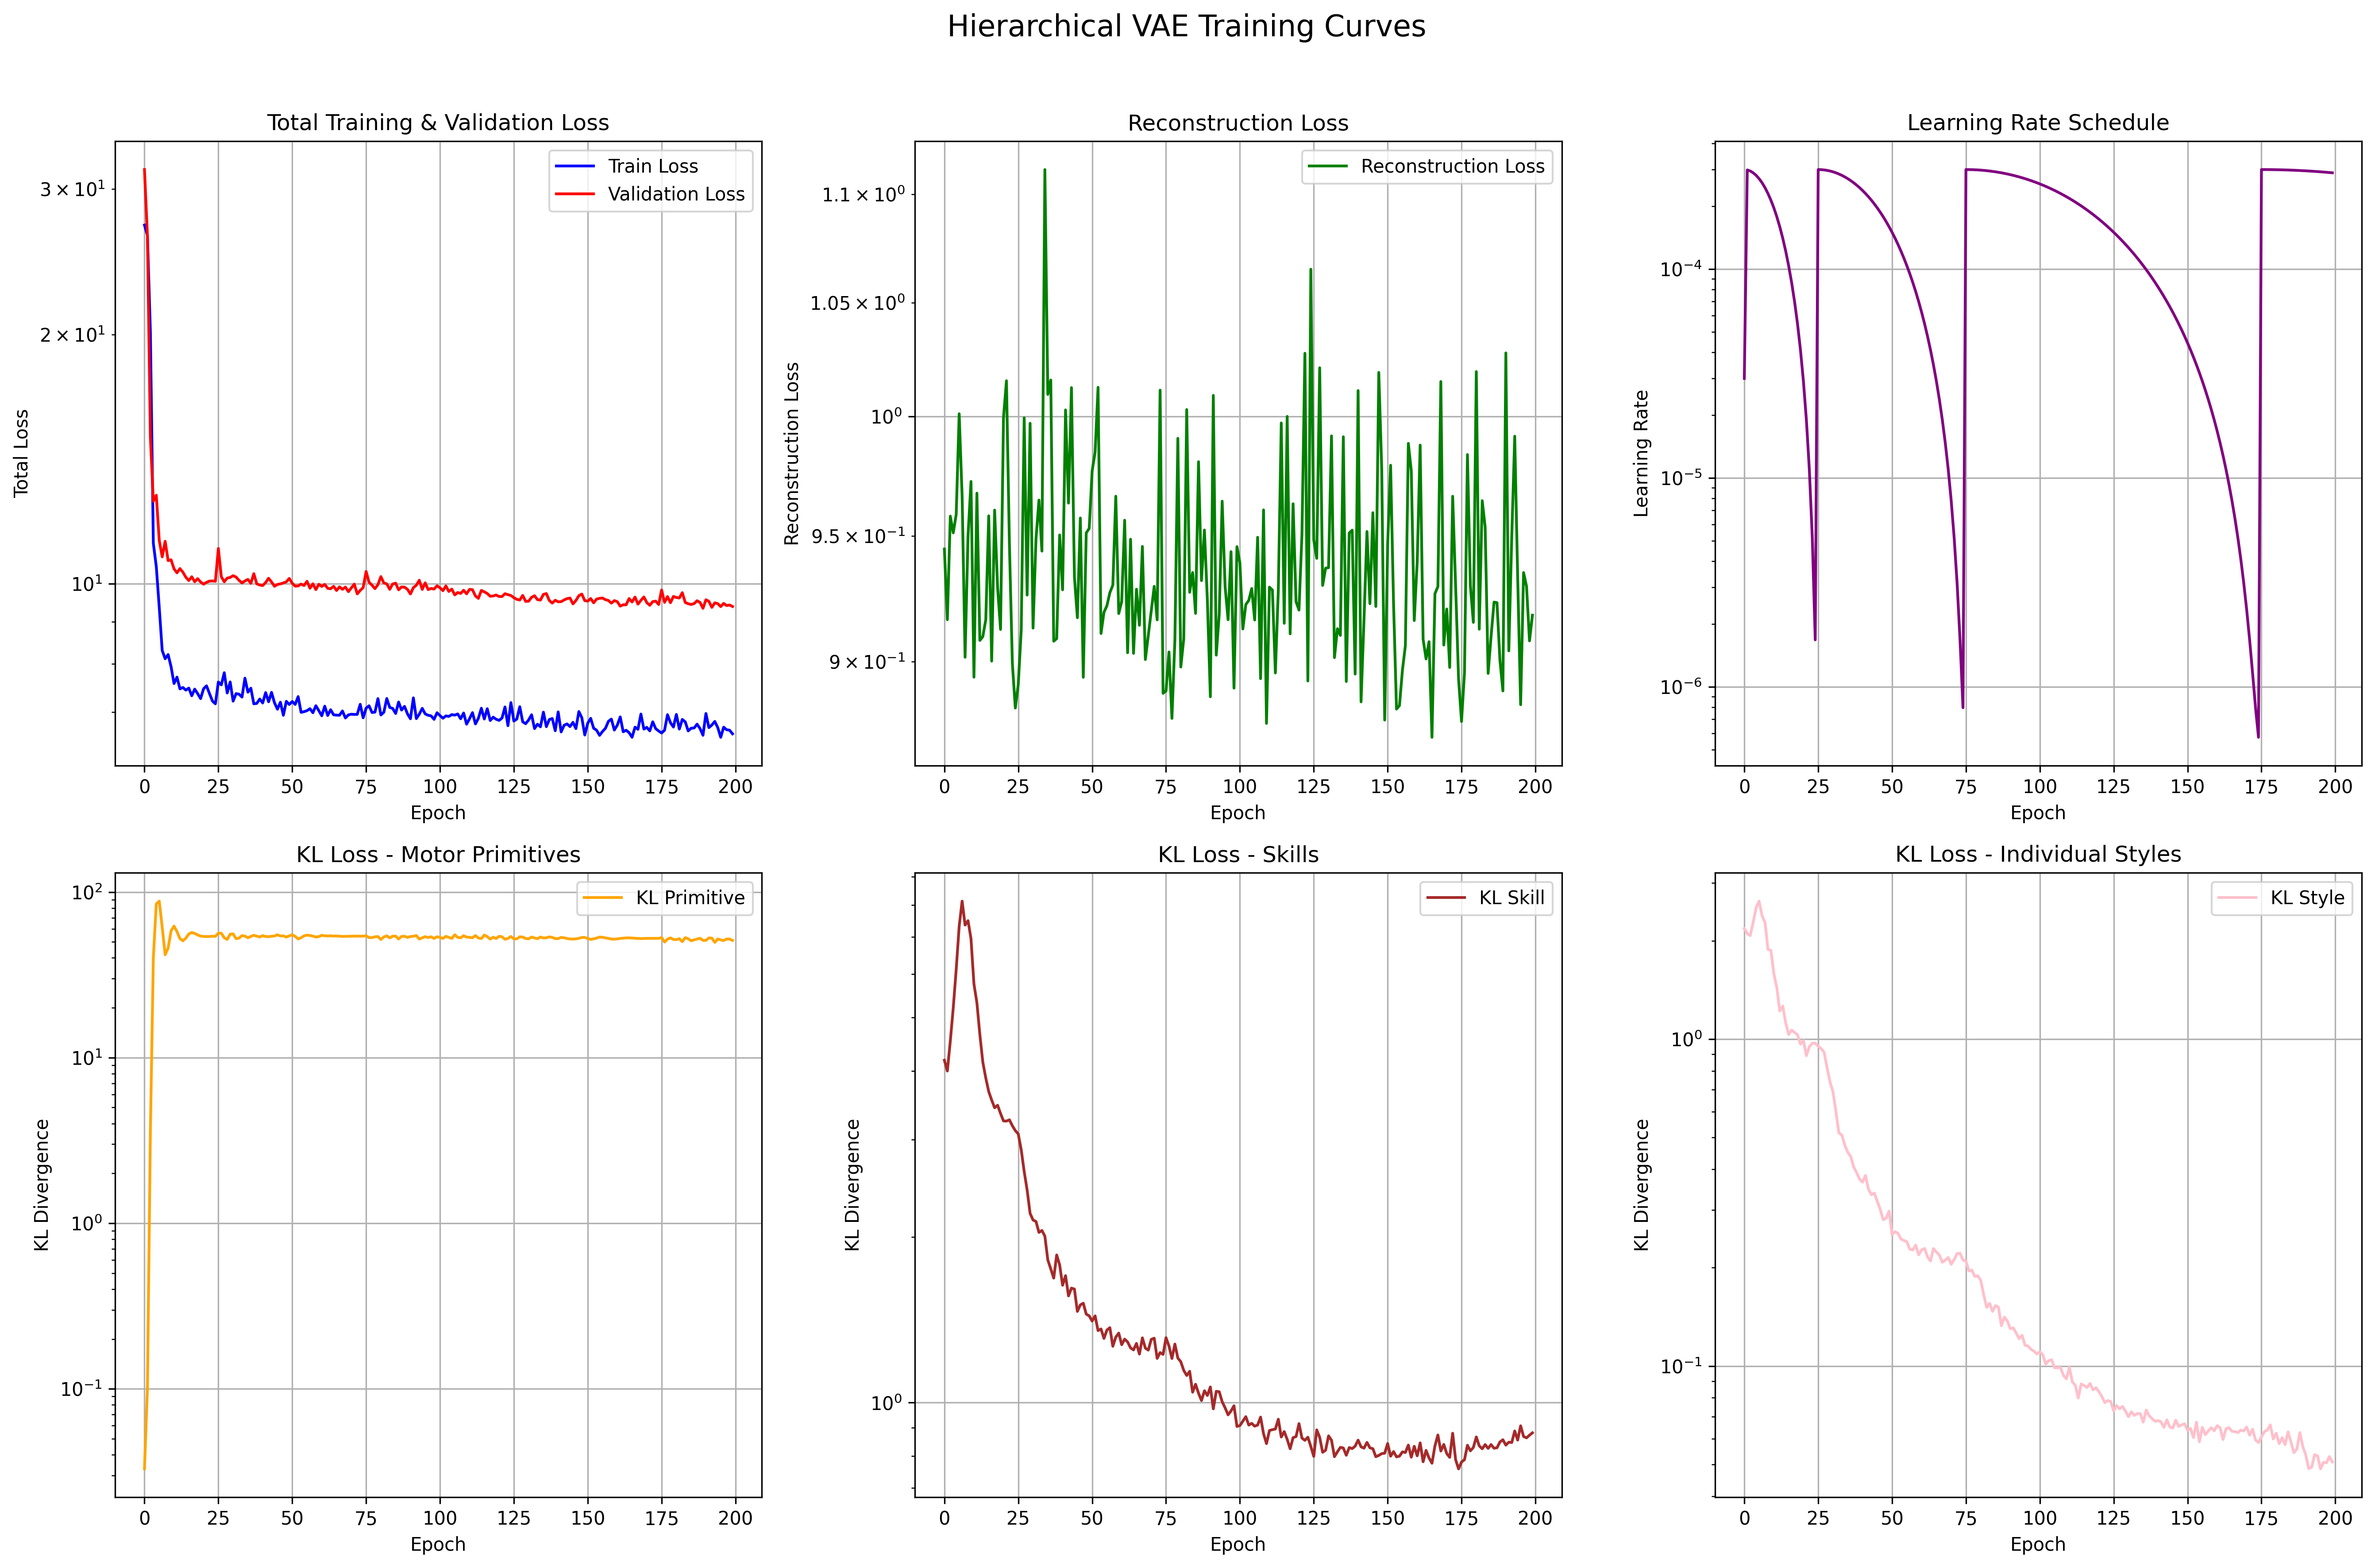 Hierarchical VAE Training Curves
Total Training & Validation Loss
Total Loss
3 × 10¹
2 × 10¹
10¹
Train Loss
Validation Loss
0 25 50 75 100 125 150 175 200
Epoch
Reconstruction Loss
Reconstruction Loss
1.1 × 10⁰
1.05 × 10⁰
10⁰
9.5 × 10⁻¹
9 × 10⁻¹
Reconstruction Loss
0 25 50 75 100 125 150 175 200
Epoch
Learning Rate Schedule
Learning Rate
10⁻⁴
10⁻⁵
10⁻⁶
0 25 50 75 100 125 150 175 200
Epoch
KL Loss - Motor Primitives
KL Divergence
10²
10¹
10⁰
10⁻¹
KL Primitive
0 25 50 75 100 125 150 175 200
Epoch
KL Loss - Skills
KL Divergence
10⁰
KL Skill
0 25 50 75 100 125 150 175 200
Epoch
KL Loss - Individual Styles
KL Divergence
10⁰
10⁻¹
KL Style
0 25 50 75 100 125 150 175 200
Epoch